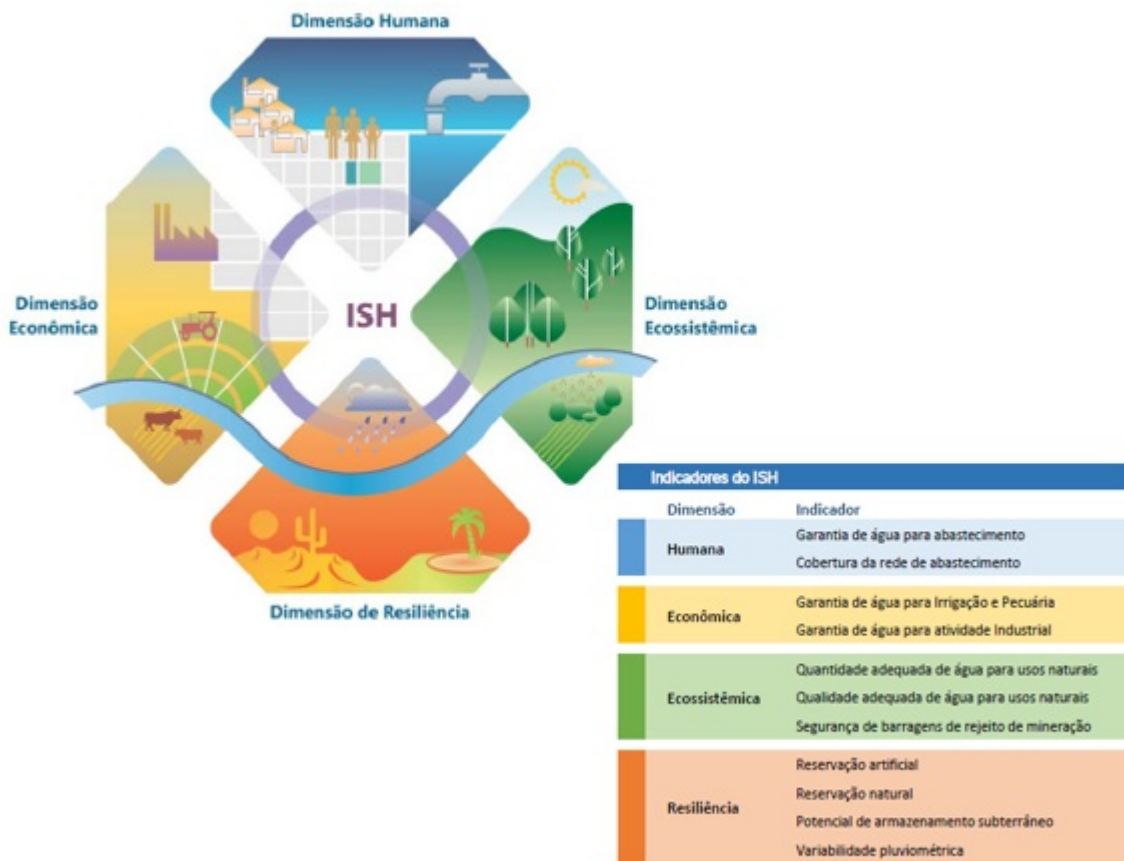 Dimensão Humana
Dimensão
Econômica
ISH
Dimensão
Ecossistêmica
Dimensão de Resiliência
Indicadores do ISH
Dimensão Indicador
Humana
Garantia de água para abastecimento
Cobertura da rede de abastecimento
Econômica
Garantia de água para Irrigação e Pecuária
Garantia de água para atividade Industrial
Ecossistêmica
Quantidade adequada de água para usos naturais
Qualidade adequada de água para usos naturais
Segurança de barragens de rejeito de mineração
Resiliência
Reservação artificial
Reservação natural
Potencial de armazenamento subterrâneo
Variabilidade pluviométrica